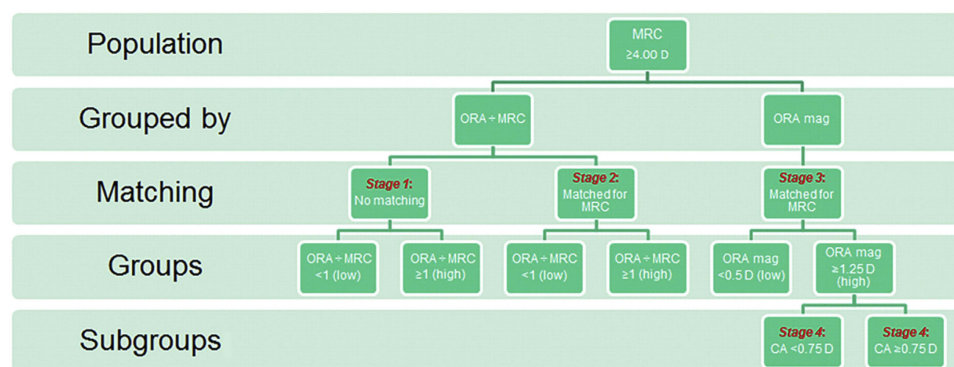 Population
MRC
≥4.00 D
Grouped by
ORA÷MRC
ORA mag
Matching
Stage 1:
No matching
Stage 2:
Matched for
MRC
Stage 3:
Matched for
MRC
Groups
ORA÷MRC
<1 (low)
ORA÷MRC
≥1 (high)
ORA÷MRC
<1 (low)
ORA÷MRC
≥1 (high)
ORA mag
<0.5 D (low)
ORA mag
≥1.25 D
(high)
Subgroups
Stage 4:
CA <0.75 D
Stage 4:
CA ≥0.75 D